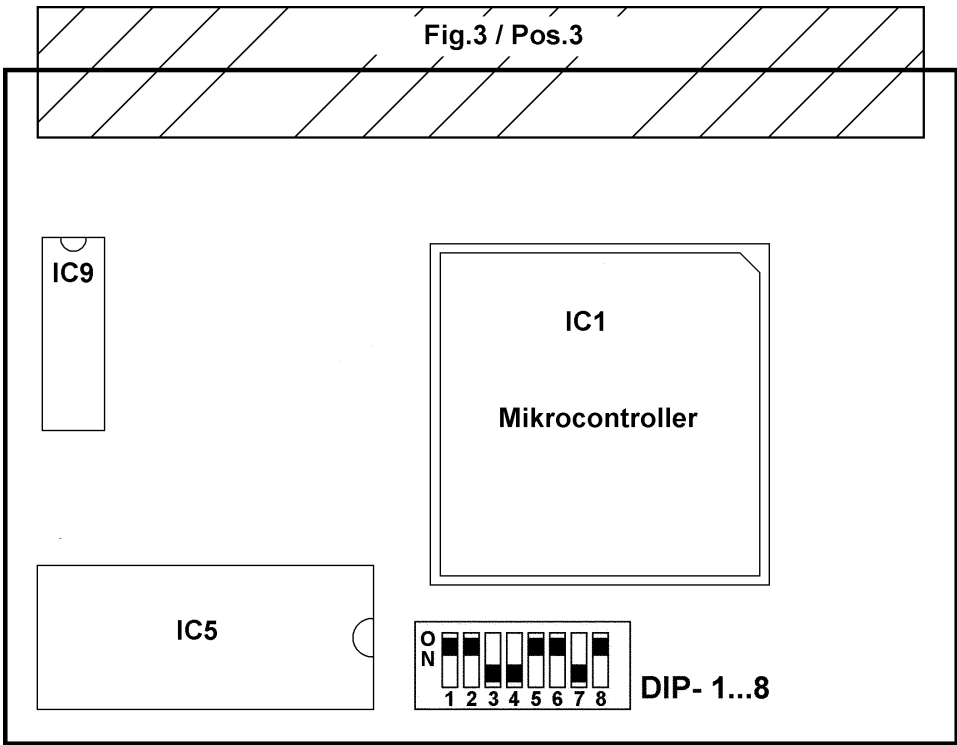 Fig.3 / Pos.3
IC9
IC1
Mikrocontroller
IC5
ON
1 2 3 4 5 6 7 8
DIP- 1...8